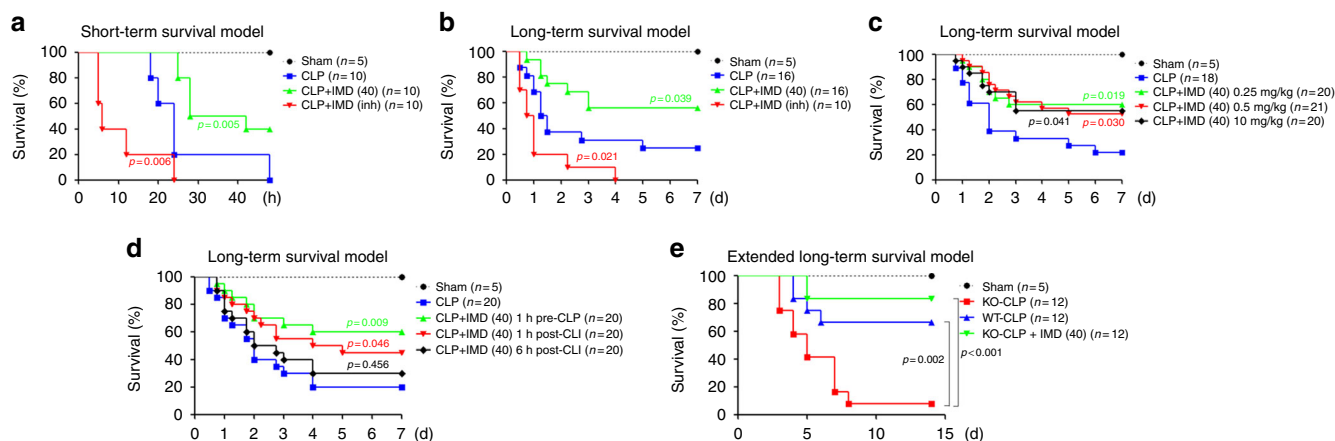 a
Short-term survival model
Survival (%)
100
80
60
40
20
0
0 10 20 30 40 (h)
p=0.005
p=0.006
Sham (n=5)
CLP (n=10)
CLP+IMD (40) (n=10)
CLP+IMD (inh) (n=10)
b
Long-term survival model
Survival (%)
100
80
60
40
20
0
0 1 2 3 4 5 6 7 (d)
p=0.039
p=0.021
Sham (n=5)
CLP (n=16)
CLP+IMD (40) (n=16)
CLP+IMD (inh) (n=10)
c
Long-term survival model
Survival (%)
100
80
60
40
20
0
0 1 2 3 4 5 6 7 (d)
p=0.019
p=0.041
p=0.030
Sham (n=5)
CLP (n=18)
CLP+IMD (40) 0.25 mg/kg (n=20)
CLP+IMD (40) 0.5 mg/kg (n=21)
CLP+IMD (40) 10 mg/kg (n=20)
d
Long-term survival model
Survival (%)
100
80
60
40
20
0
0 1 2 3 4 5 6 7 (d)
p=0.009
p=0.046
p=0.456
Sham (n=5)
CLP (n=20)
CLP+IMD (40) 1 h pre-CLP (n=20)
CLP+IMD (40) 1 h post-CLI (n=20)
CLP+IMD (40) 6 h post-CLI (n=20)
e
Extended long-term survival model
Survival (%)
100
80
60
40
20
0
0 5 10 15 (d)
p=0.002
p<0.001
Sham (n=5)
KO-CLP (n=12)
WT-CLP (n=12)
KO-CLP + IMD (40) (n=12)